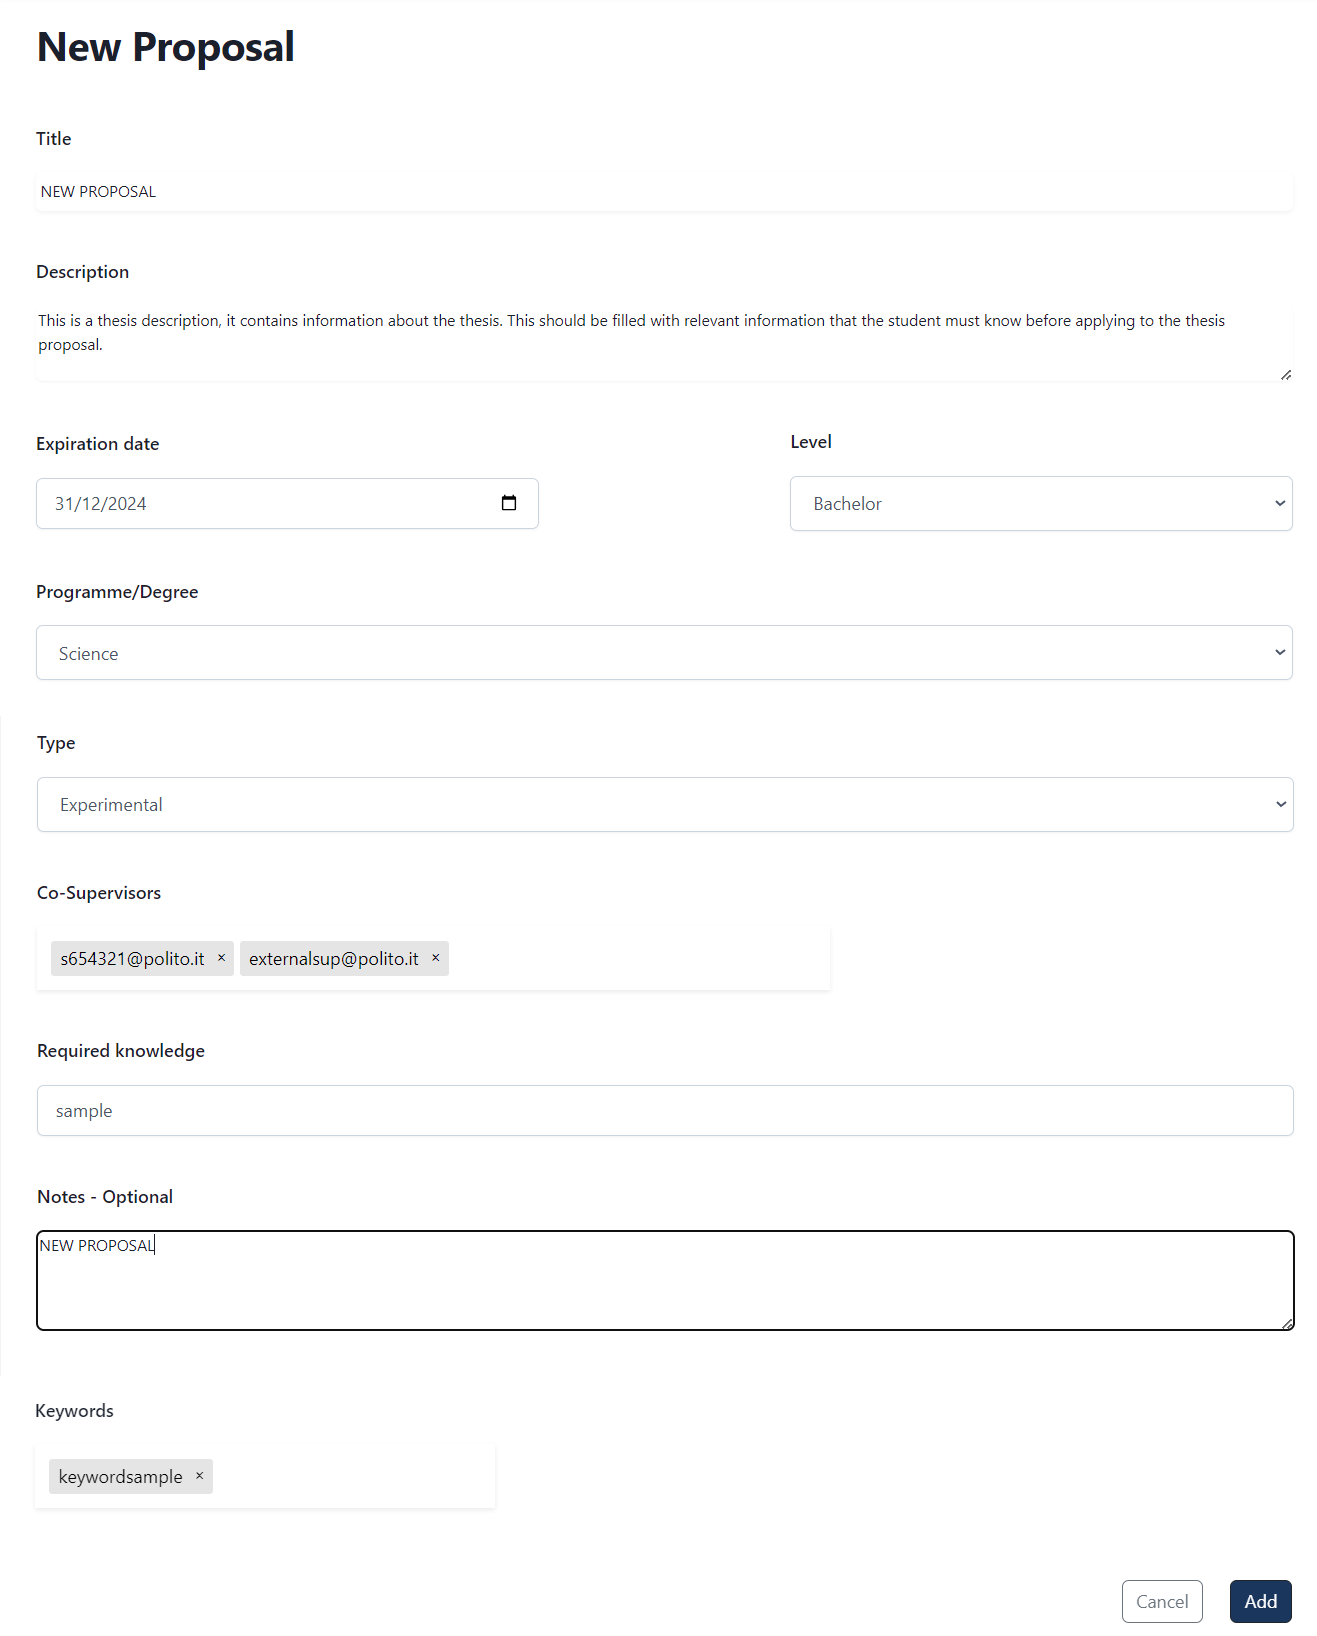 New Proposal
Title
NEW PROPOSAL
Description
This is a thesis description, it contains information about the thesis. This should be filled with relevant information that the student must know before applying to the thesis
proposal.
Expiration date
Level
31/12/2024
Bachelor
Programme/Degree
Science
Type
Experimental
Co-Supervisors
s654321@polito.it × externalsup@polito.it ×
Required knowledge
sample
Notes - Optional
NEW PROPOSAL
Keywords
keywordsample ×
Cancel
Add